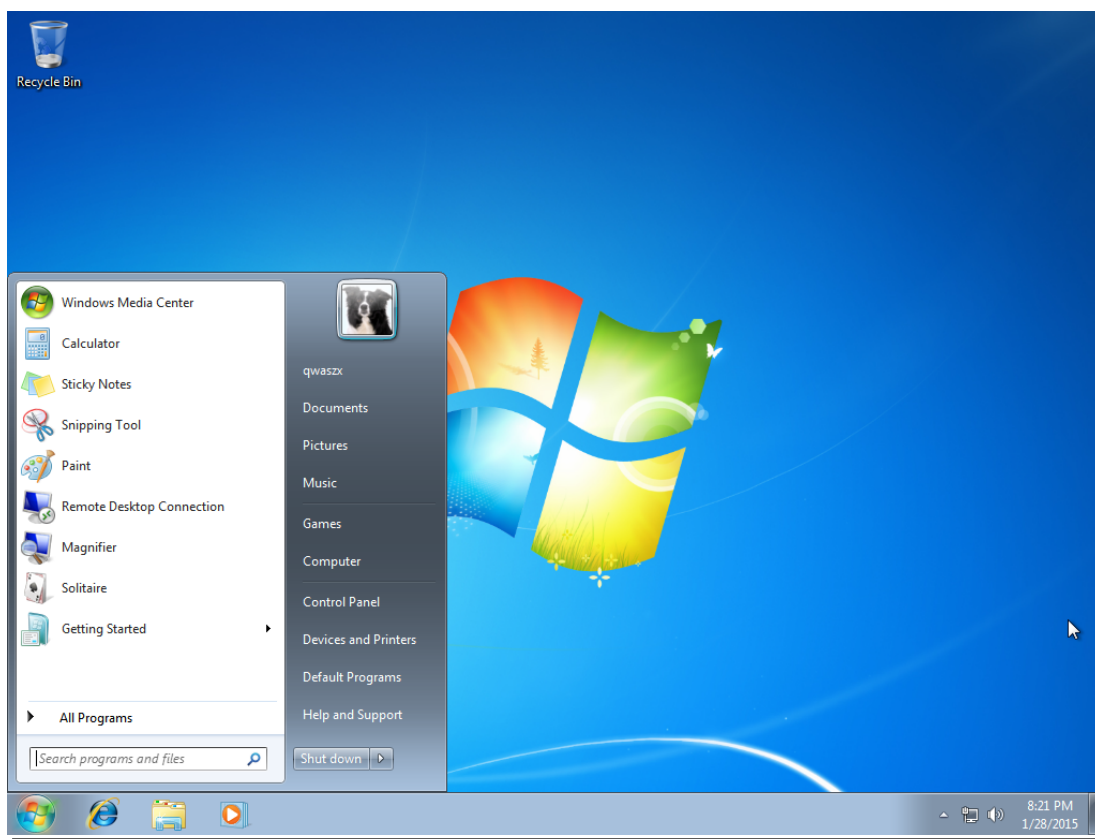 Recycle Bin
Windows Media Center
Calculator
Sticky Notes
Snipping Tool
Paint
Remote Desktop Connection
Magnifier
Solitaire
Getting Started
All Programs
Search programs and files
qwaszx
Documents
Pictures
Music
Games
Computer
Control Panel
Devices and Printers
Default Programs
Help and Support
Shut down
8:21 PM
1/28/2015